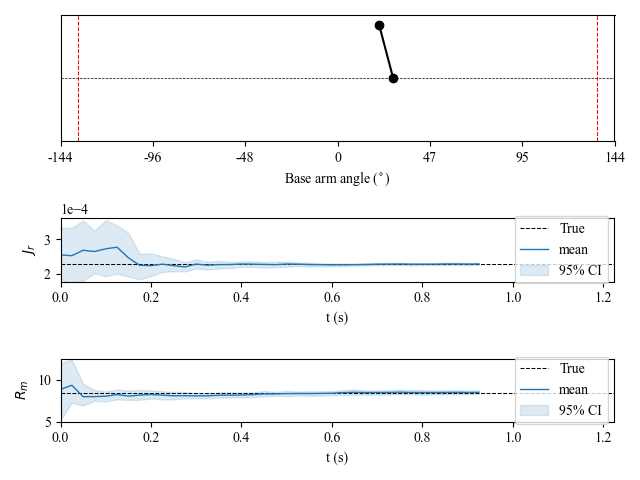 -144 -96 -48 0 47 95 144
Base arm angle (°)
1e−4
3
2
J_r
True
mean
95% CI
0.0 0.2 0.4 0.6 0.8 1.0 1.2
t (s)
10
5
R_m
True
mean
95% CI
0.0 0.2 0.4 0.6 0.8 1.0 1.2
t (s)